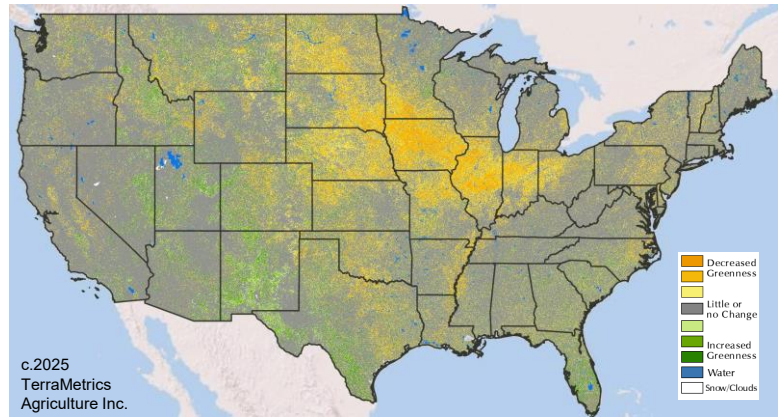 Decreased
Greenness
Little or
no Change
Increased
Greenness
Water
Snow/Clouds
c.2025
TerraMetrics
Agriculture Inc.